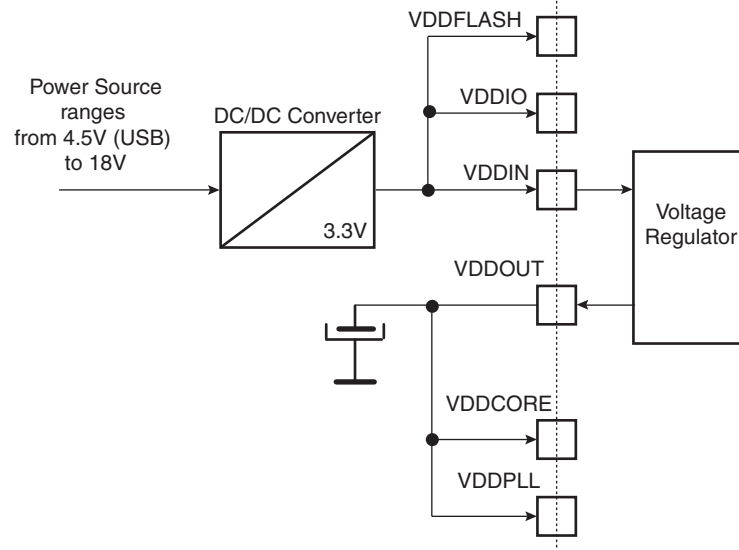 VDDFLASH
Power Source
ranges
from 4.5V (USB)
to 18V
DC/DC Converter
VDDIO
VDDIN
3.3V
Voltage
Regulator
VDDOUT
VDDCORE
VDDPLL